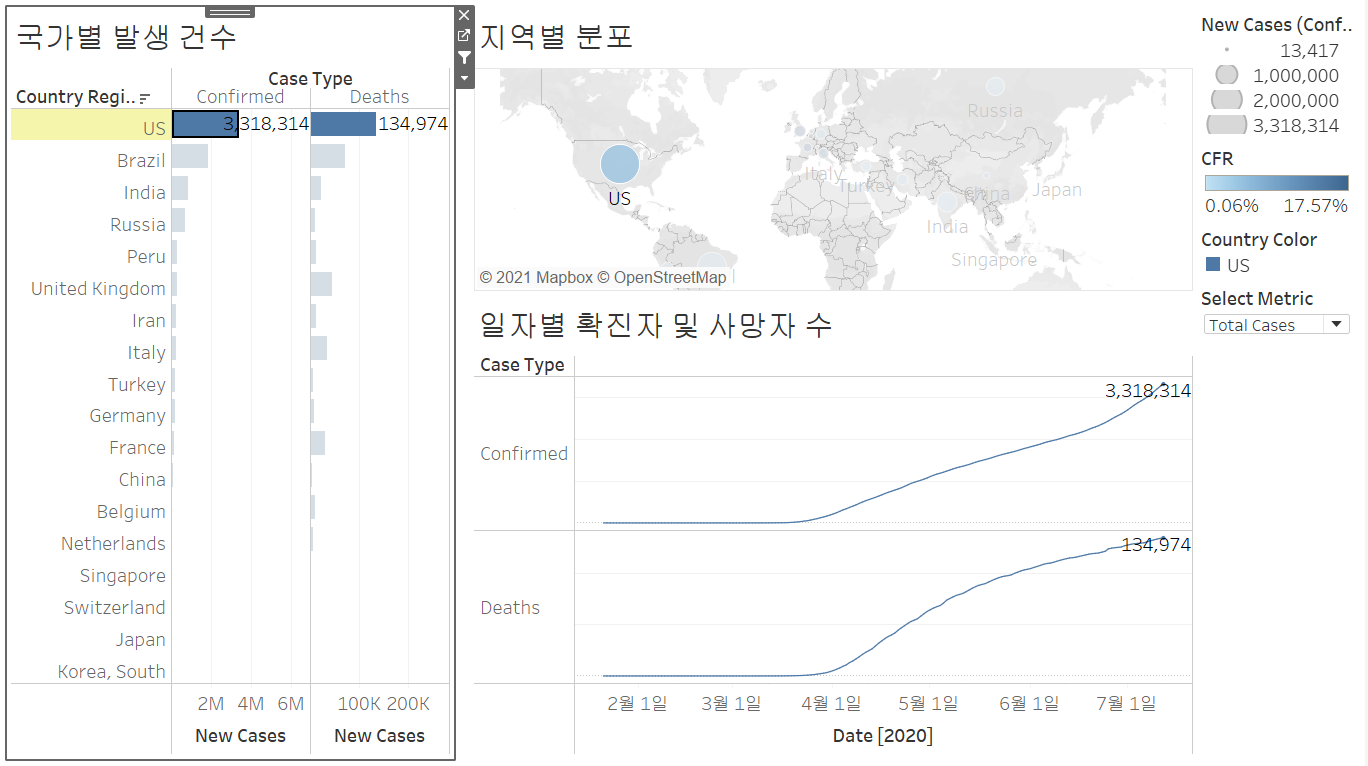 국가별 발생 건수
Case Type
Country Regi..
Confirmed
Deaths
US
3,318,314
134,974
Brazil
India
Russia
Peru
United Kingdom
Iran
Italy
Turkey
Germany
France
China
Belgium
Netherlands
Singapore
Switzerland
Japan
Korea, South
2M 4M 6M
100K 200K
New Cases
New Cases
지역별 분포
Russia
Italy
Turkey
China
Japan
US
India
Singapore
© 2021 Mapbox © OpenStreetMap
일자별 확진자 및 사망자 수
Case Type
Confirmed
3,318,314
Deaths
134,974
2월 1일 3월 1일 4월 1일 5월 1일 6월 1일 7월 1일
Date [2020]
New Cases (Conf..
13,417
1,000,000
2,000,000
3,318,314
CFR
0.06% 17.57%
Country Color
US
Select Metric
Total Cases